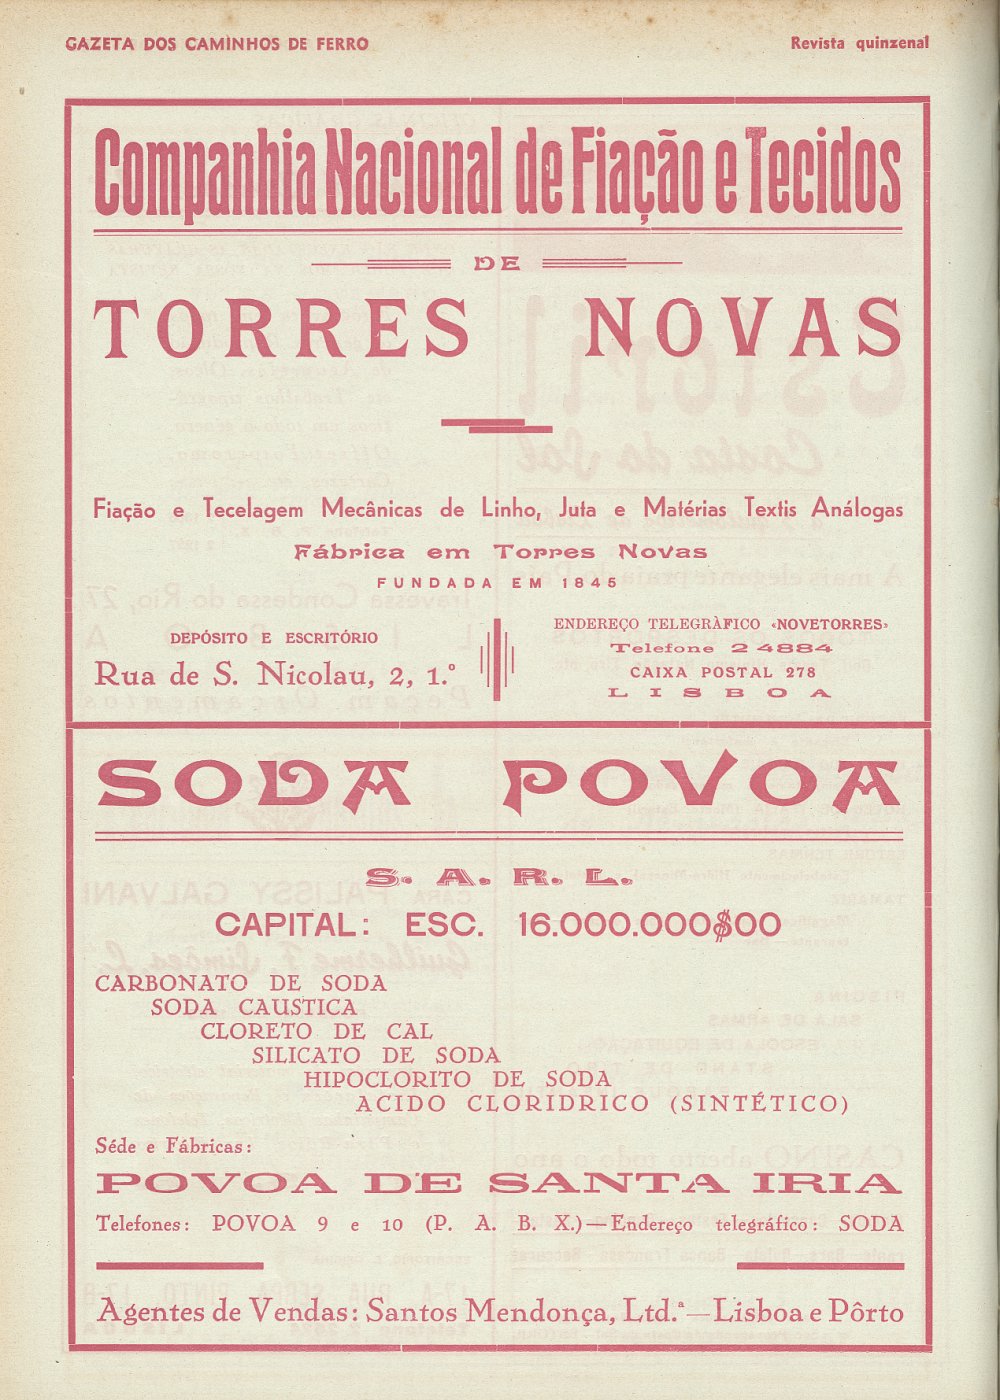 GAZETA DOS CAMINHOS DE FERRO
Revista quinzenal
Companhia Nacional de Fiação e Tecidos
DE
TORRES NOVAS
Fiação e Tecelagem Mecânicas de Linho, Juta e Matérias Textis Análogas
Fábrica em Torres Novas
FUNDADA EM 1845
DEPÓSITO E ESCRITÓRIO
Rua de S. Nicolau, 2, 1.º
ENDEREÇO TELEGRÀFICO «NOVETORRES»
Telefone 24884
CAIXA POSTAL 278
LISBOA
SODA POVOA
S. A. R. L.
CAPITAL: ESC. 16.000.000$00
CARBONATO DE SODA
SODA CAUSTICA
CLORETO DE CAL
SILICATO DE SODA
HIPOCLORITO DE SODA
ACIDO CLORIDRICO (SINTÉTICO)
Séde e Fábricas:
POVOA DE SANTA IRIA
Telefones: POVOA 9 e 10 (P. A. B. X.)—Endereço telegráfico: SODA
Agentes de Vendas: Santos Mendonça, Ltd.ª—Lisboa e Pôrto